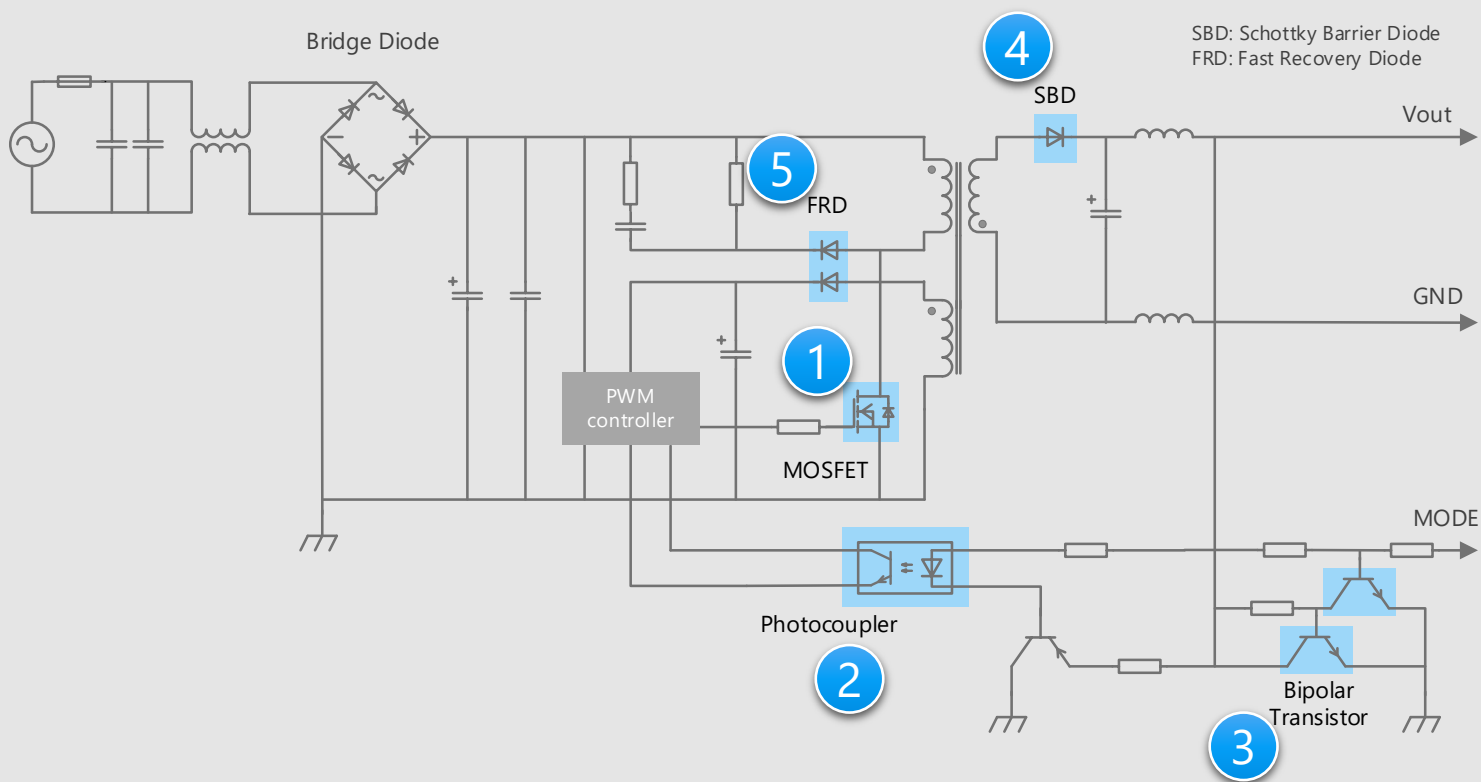 Bridge Diode
4
SBD: Schottky Barrier Diode
FRD: Fast Recovery Diode
SBD
Vout
5
FRD
GND
1
PWM
controller
MOSFET
MODE
Photocoupler
2
Bipolar
Transistor
3